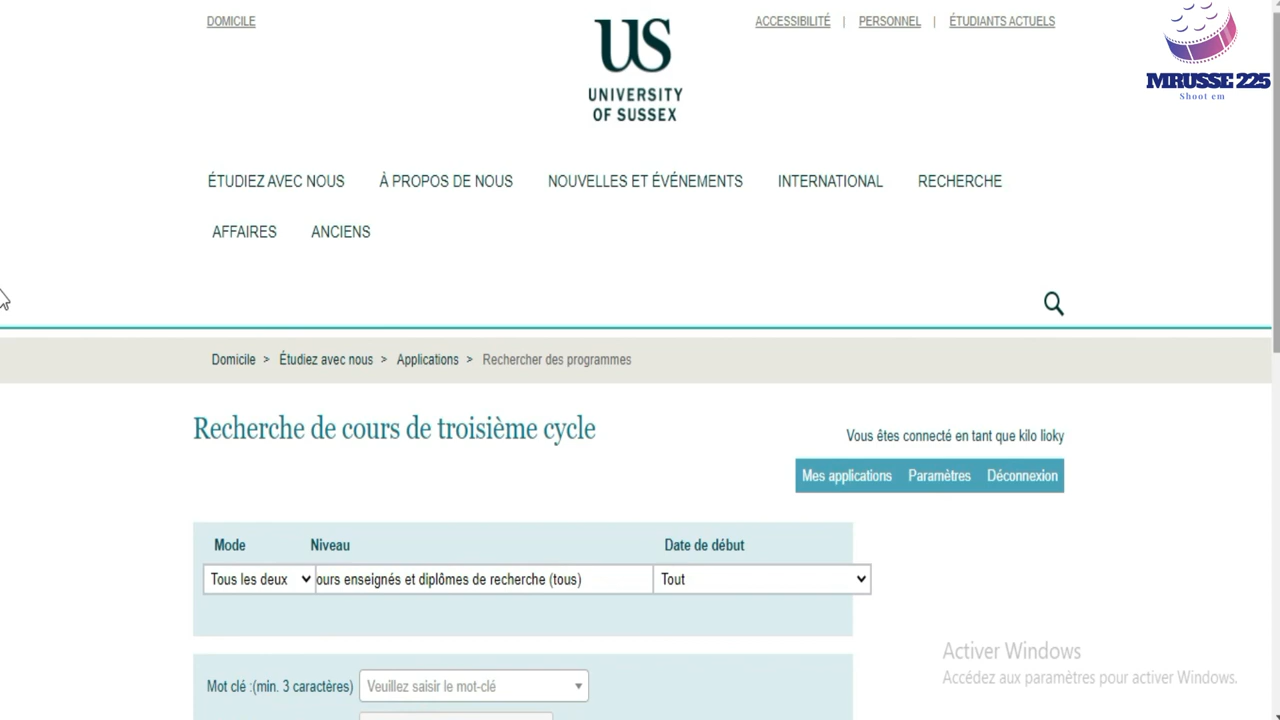 DOMICILE
ACCESSIBILITÉ | PERSONNEL | ÉTUDIANTS ACTUELS
US
UNIVERSITY
OF SUSSEX
MRUSSE 225
Shoot em
ÉTUDIEZ AVEC NOUS À PROPOS DE NOUS NOUVELLES ET ÉVÉNEMENTS INTERNATIONAL RECHERCHE
AFFAIRES ANCIENS
Domicile > Étudiez avec nous > Applications > Rechercher des programmes
Recherche de cours de troisième cycle
Vous êtes connecté en tant que kilo lioky
Mes applications Paramètres Déconnexion
Mode Niveau Date de début
Tous les deux ours enseignés et diplômes de recherche (tous) Tout
Activer Windows
Accédez aux paramètres pour activer Windows.
Mot clé :(min. 3 caractères) Veuillez saisir le mot-clé